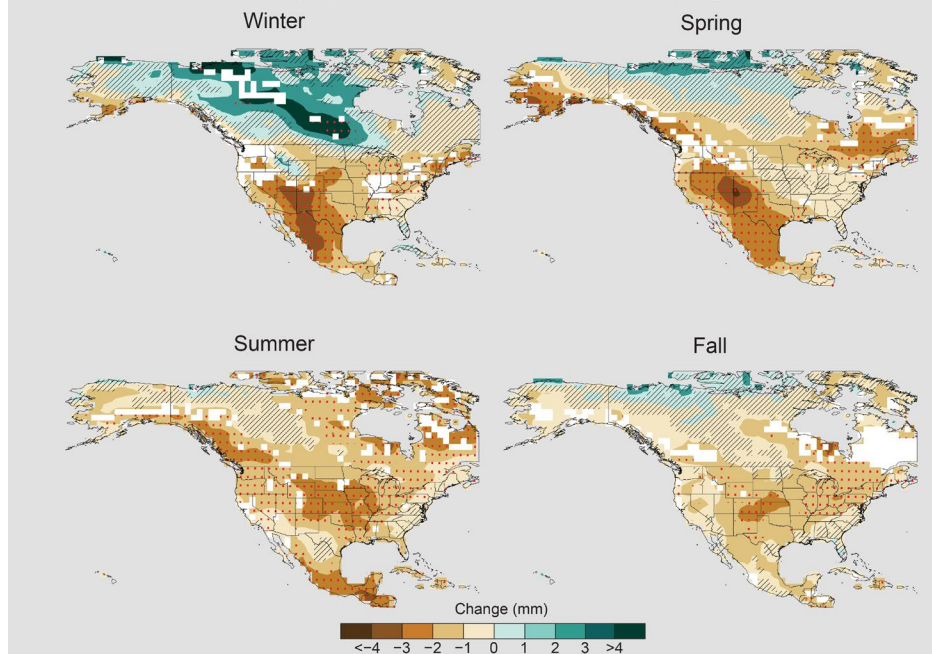 Winter
Spring
Summer
Fall
Change (mm)
<−4 −3 −2 −1 0 1 2 3 >4